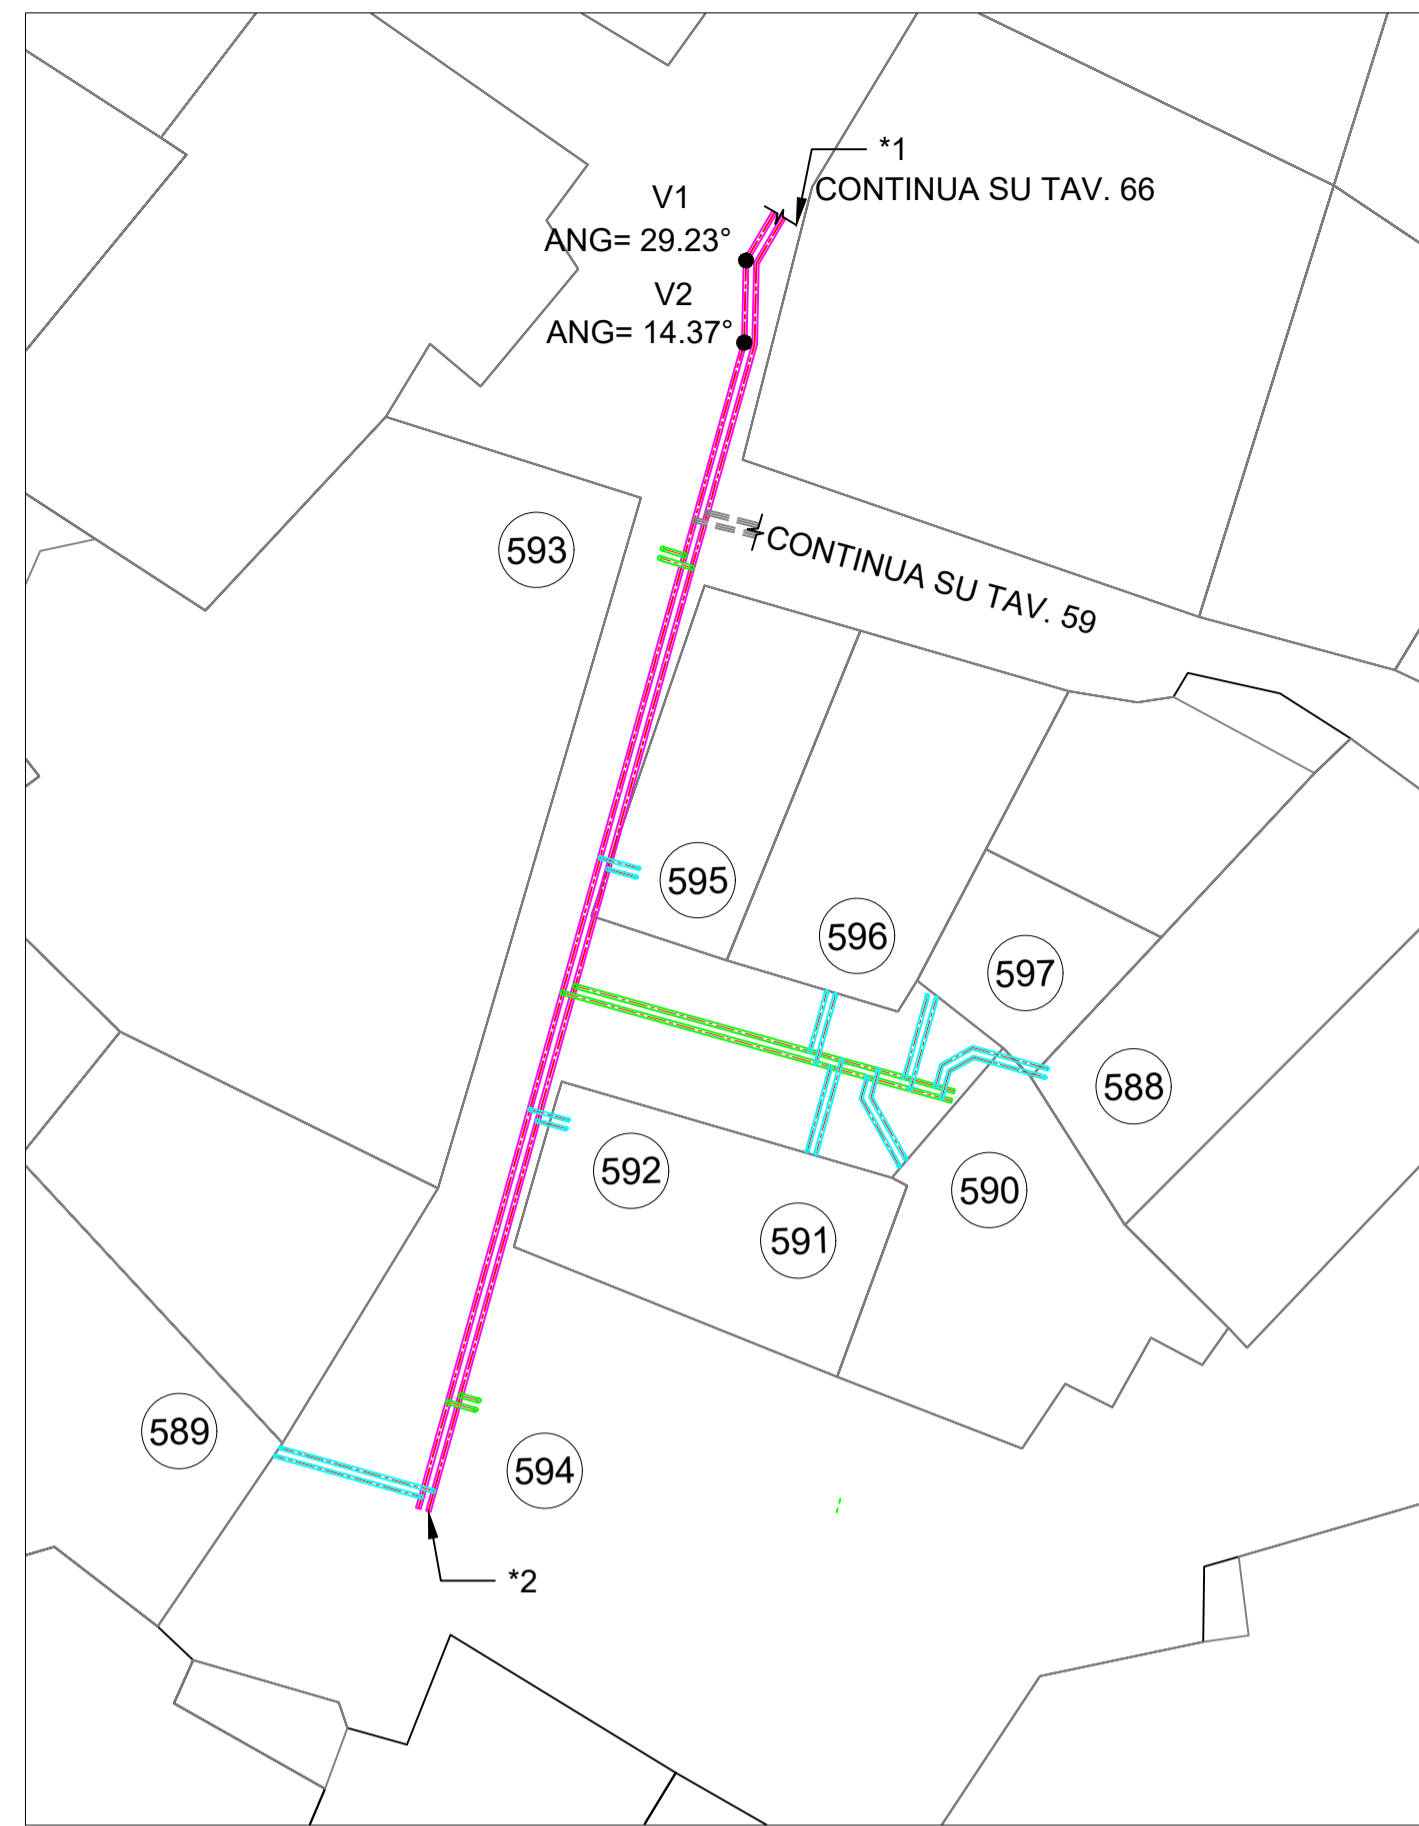 *1
CONTINUA SU TAV. 66
V1
ANG= 29.23°
V2
ANG= 14.37°
CONTINUA SU TAV. 59
593
595
596
597
588
592
590
591
589
594
*2